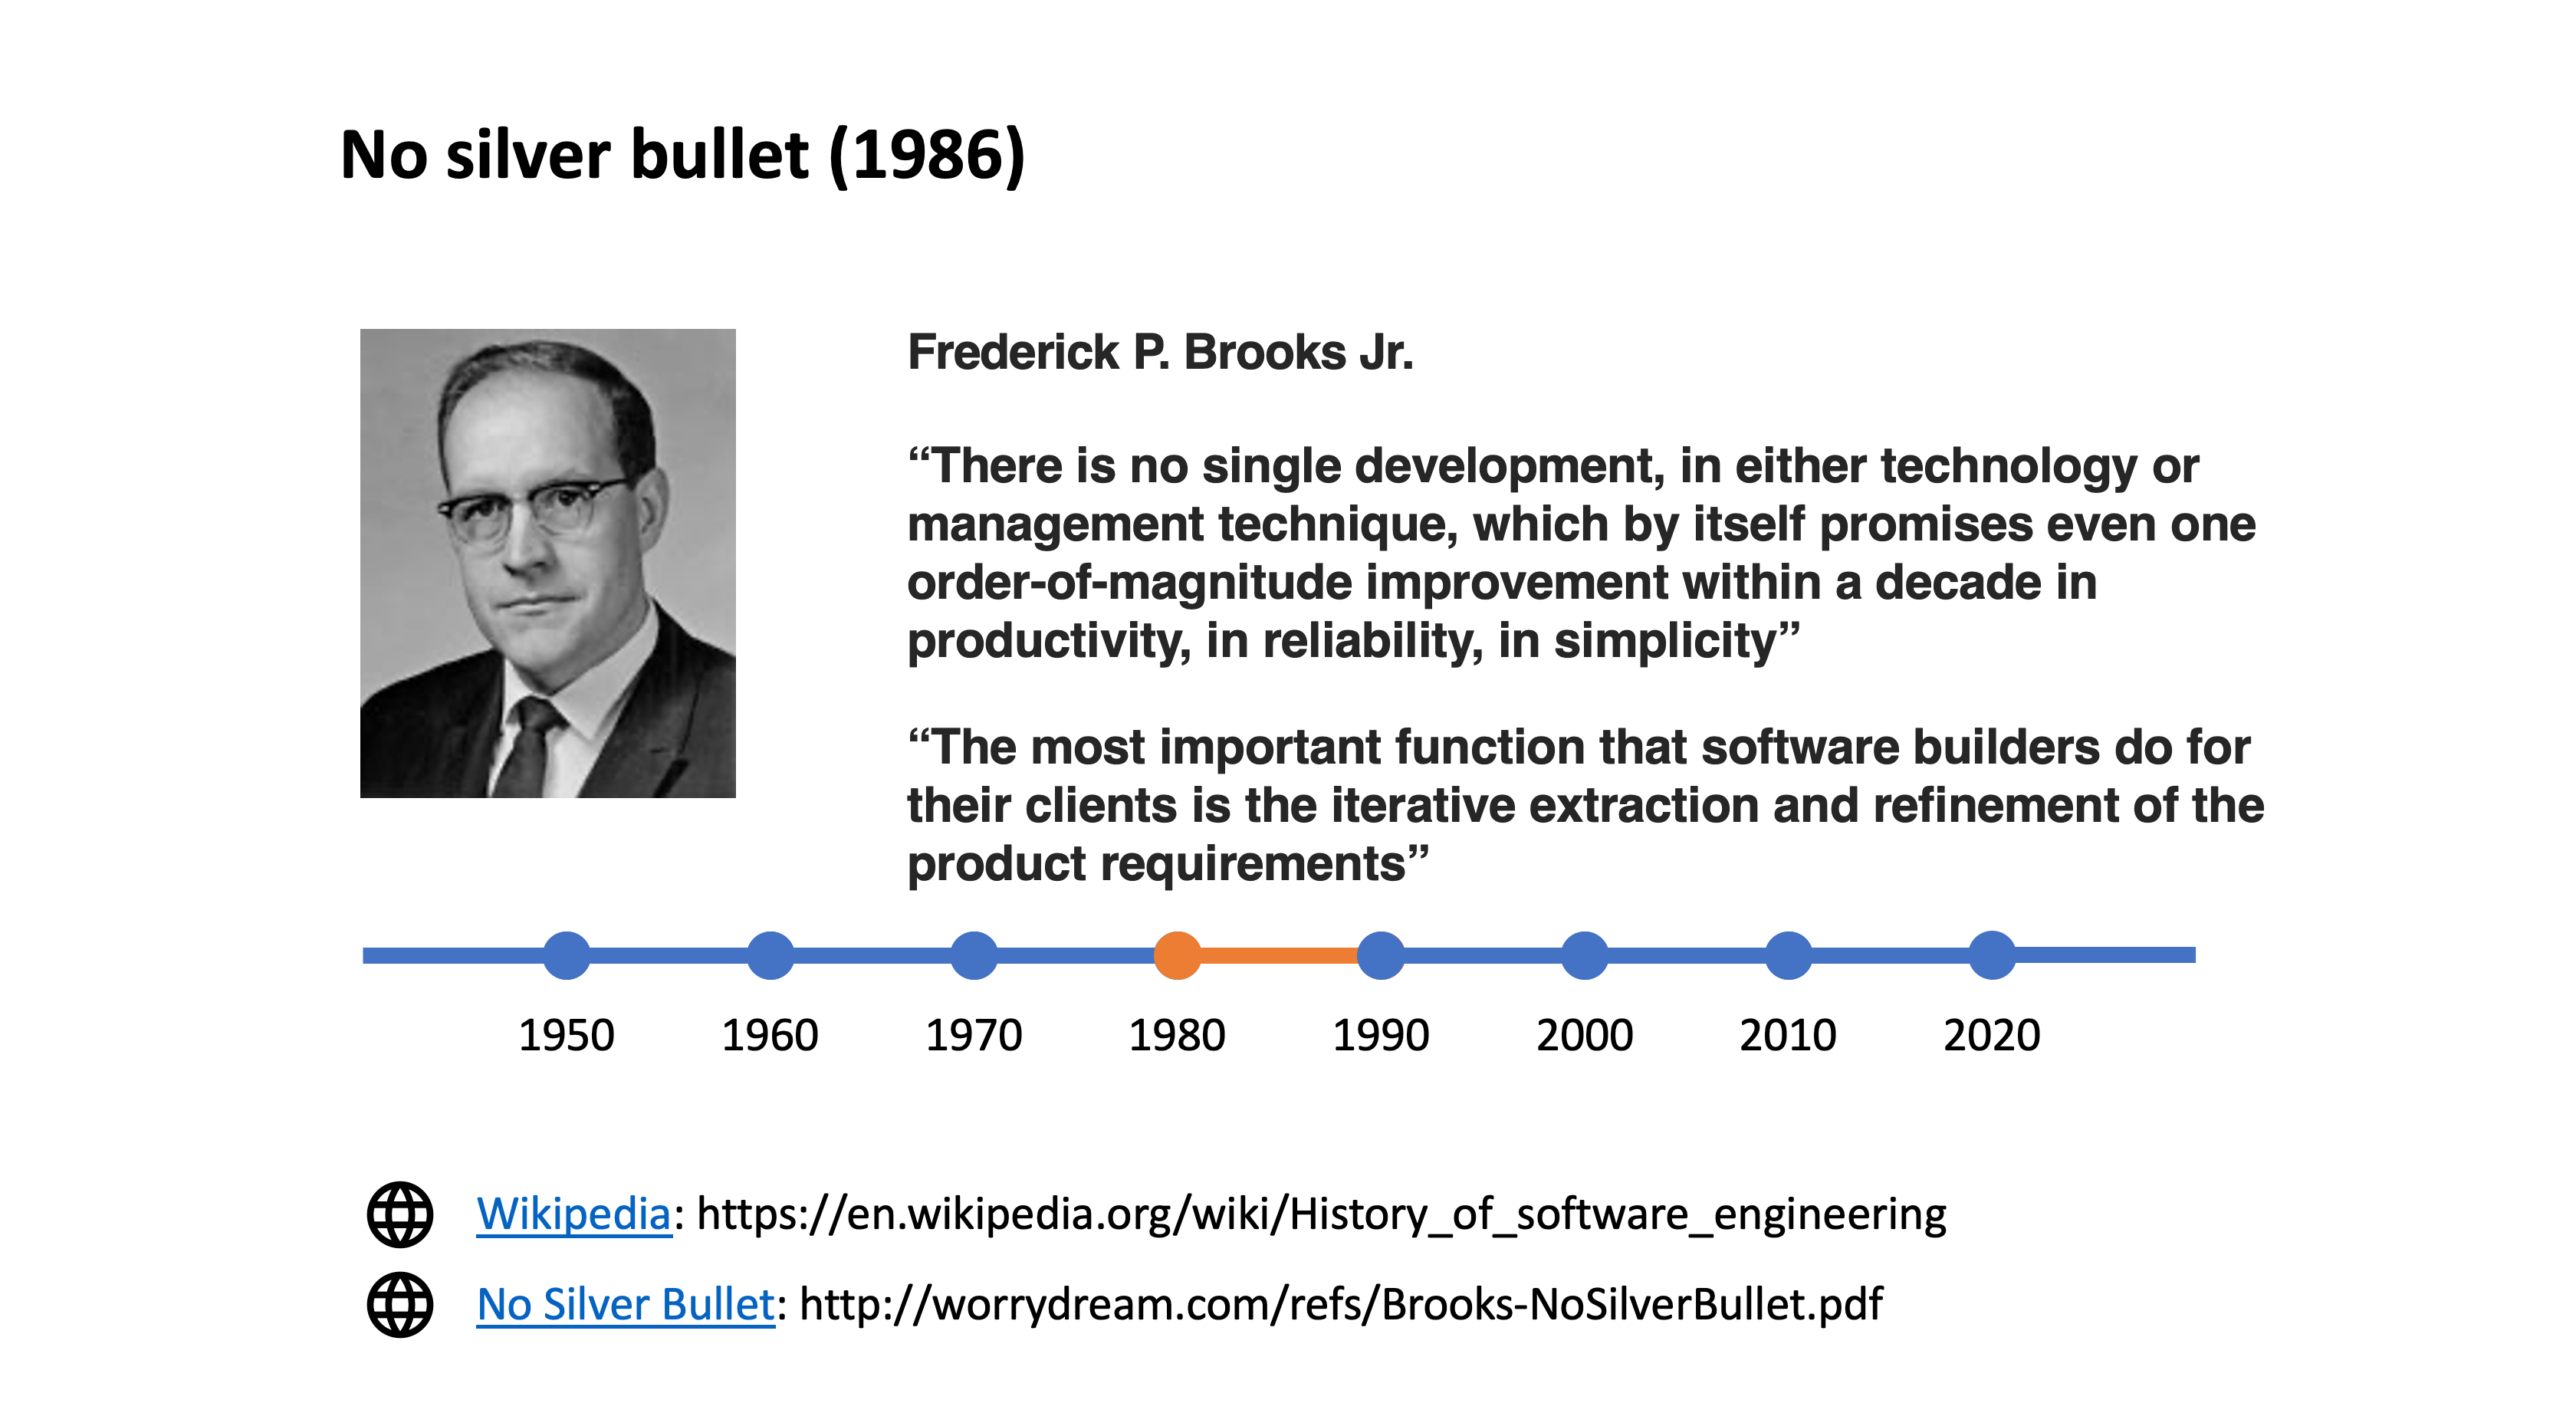 No silver bullet (1986)
Frederick P. Brooks Jr.
“There is no single development, in either technology or
management technique, which by itself promises even one
order-of-magnitude improvement within a decade in
productivity, in reliability, in simplicity”
“The most important function that software builders do for
their clients is the iterative extraction and refinement of the
product requirements”
1950 1960 1970 1980 1990 2000 2010 2020
Wikipedia: https://en.wikipedia.org/wiki/History_of_software_engineering
No Silver Bullet: http://worrydream.com/refs/Brooks-NoSilverBullet.pdf